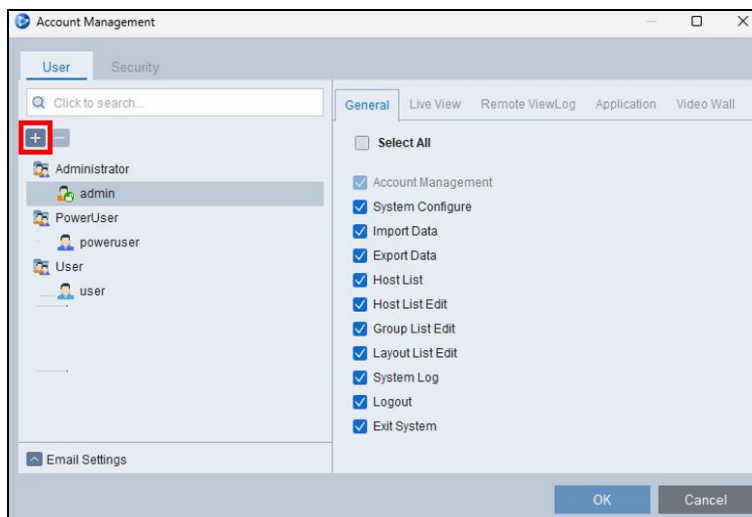 Account Management
User Security
Click to search...
Administrator
admin
PowerUser
poweruser
User
user
Email Settings
General Live View Remote ViewLog Application Video Wall
Select All
Account Management
System Configure
Import Data
Export Data
Host List
Host List Edit
Group List Edit
Layout List Edit
System Log
Logout
Exit System
OK Cancel